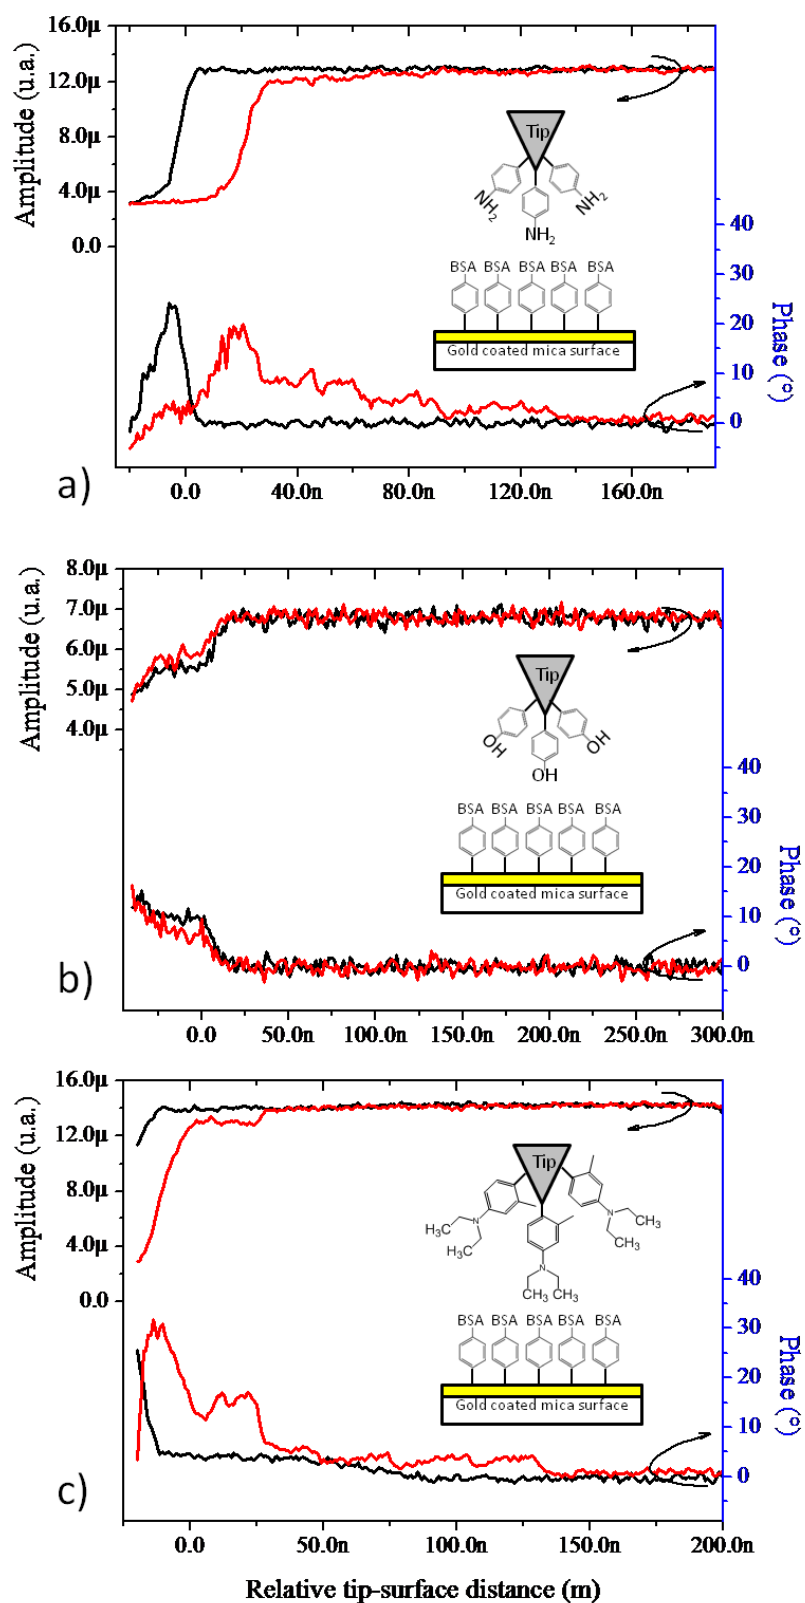 16.0µ
12.0µ
8.0µ
4.0µ
0.0
Amplitude (u.a.)
Tip
NH2
NH2
NH2
BSA BSA BSA BSA BSA
Gold coated mica surface
40
30
20
10
0
Phase (°)
a)
0.0 40.0n 80.0n 120.0n 160.0n
8.0µ
7.0µ
6.0µ
5.0µ
4.0µ
Amplitude (u.a.)
Tip
OH
OH
OH
BSA BSA BSA BSA BSA
Gold coated mica surface
40
30
20
10
0
Phase (°)
b)
0.0 50.0n 100.0n 150.0n 200.0n 250.0n 300.0n
16.0µ
12.0µ
8.0µ
4.0µ
0.0
Amplitude (u.a.)
Tip
H3C N
CH3
N CH3
CH3
N
CH3 CH3
BSA BSA BSA BSA BSA
Gold coated mica surface
40
30
20
10
0
Phase (°)
c)
0.0 50.0n 100.0n 150.0n 200.0n
Relative tip-surface distance (m)